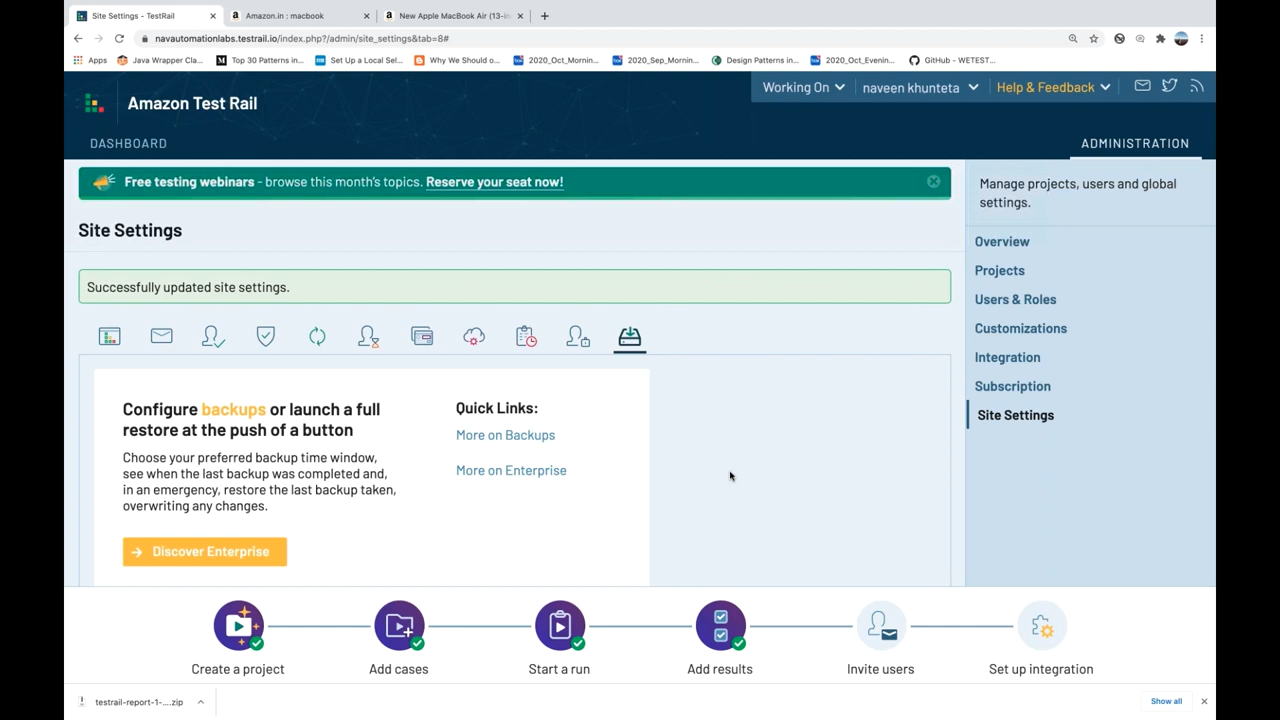 Site Settings - TestRail
Amazon.in : macbook
New Apple MacBook Air (13-in
navautomationlabs.testrail.io/index.php?/admin/site_settings&tab=8#
Apps
Java Wrapper Cla...
Top 30 Patterns in...
Set Up a Local Sel...
Why We Should o...
2020_Oct_Mornin...
2020_Sep_Mornin...
Design Patterns in...
2020_Oct_Evenin...
GitHub - WETEST...
Amazon Test Rail
Working On
naveen khunteta
Help & Feedback
DASHBOARD
ADMINISTRATION
Free testing webinars - browse this month's topics. Reserve your seat now!
Site Settings
Successfully updated site settings.
Configure backups or launch a full
restore at the push of a button
Choose your preferred backup time window,
see when the last backup was completed and,
in an emergency, restore the last backup taken,
overwriting any changes.
Discover Enterprise
Quick Links:
More on Backups
More on Enterprise
Manage projects, users and global
settings.
Overview
Projects
Users & Roles
Customizations
Integration
Subscription
Site Settings
Create a project
Add cases
Start a run
Add results
Invite users
Set up integration
testrail-report-1-....zip
Show all